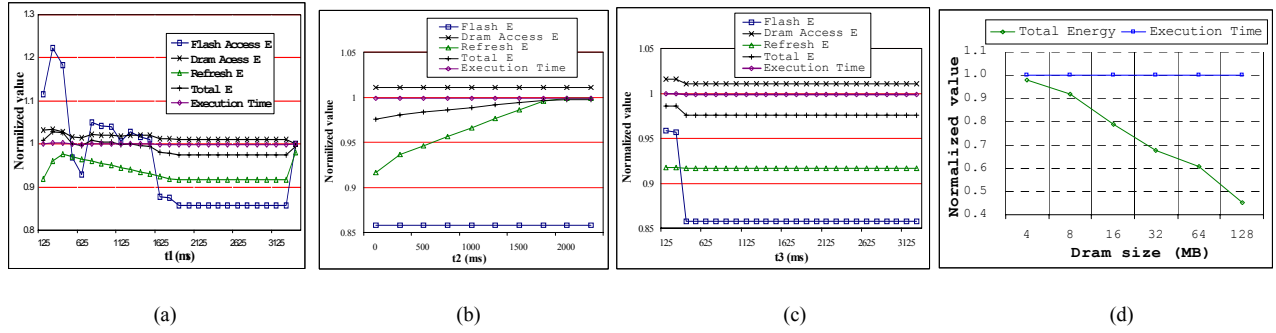 1.3
1.2
1.1
1
0.9
0.8
Normalized value
Flash Access E
Dram Acess E
Refresh E
Total E
Execution Time
125 625 1125 1625 2125 2625 3125
t1 (ms)
(a)
1.05
1
0.95
0.9
0.85
Normilized value
Flash E
Dram Access E
Refresh E
Total E
Execution Time
0 500 1000 1500 2000
t2 (ms)
(b)
1.05
1
0.95
0.9
0.85
Normalized value
Flash E
Dram Access E
Refresh E
Total E
Execution Time
125 625 1125 1625 2125 2625 3125
t3 (ms)
(c)
Total Energy Execution Time
1.1
1.0
0.9
0.8
0.7
0.6
0.5
0.4
Normalized value
4 8 16 32 64 128
Dram size (MB)
(d)